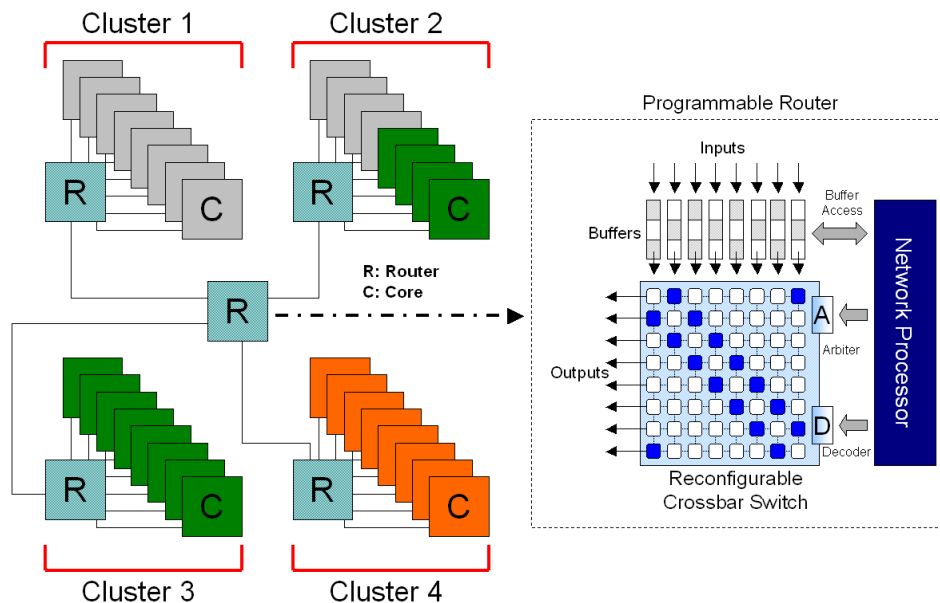 Cluster 1
Cluster 2
R
C
R
C
R: Router
C: Core
R
R
C
R
C
Cluster 3
Cluster 4
Programmable Router
Inputs
Buffers
Buffer
Access
Network Processor
A
Arbiter
Outputs
D
Decoder
Reconfigurable
Crossbar Switch